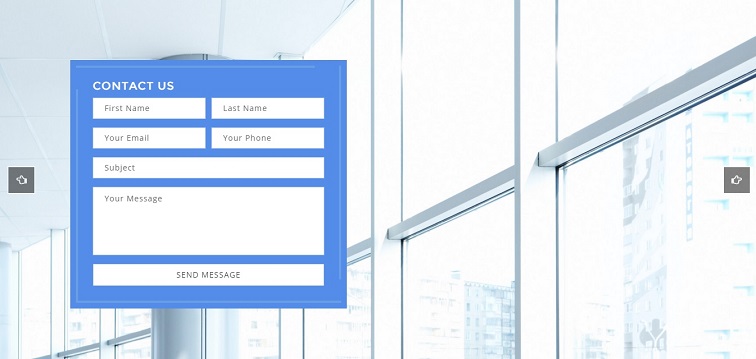 CONTACT US
First Name Last Name
Your Email Your Phone
Subject
Your Message
SEND MESSAGE